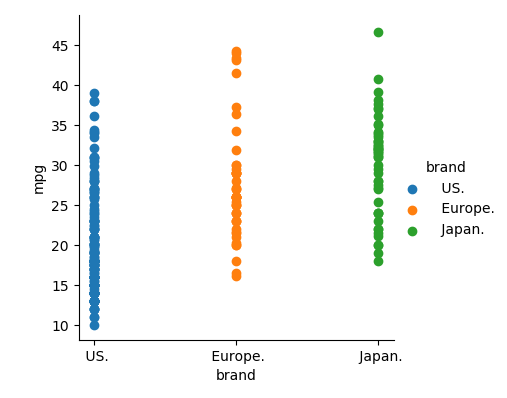 45
40
35
30
25
20
15
10
mpg
US.
Europe.
Japan.
brand
brand
US.
Europe.
Japan.